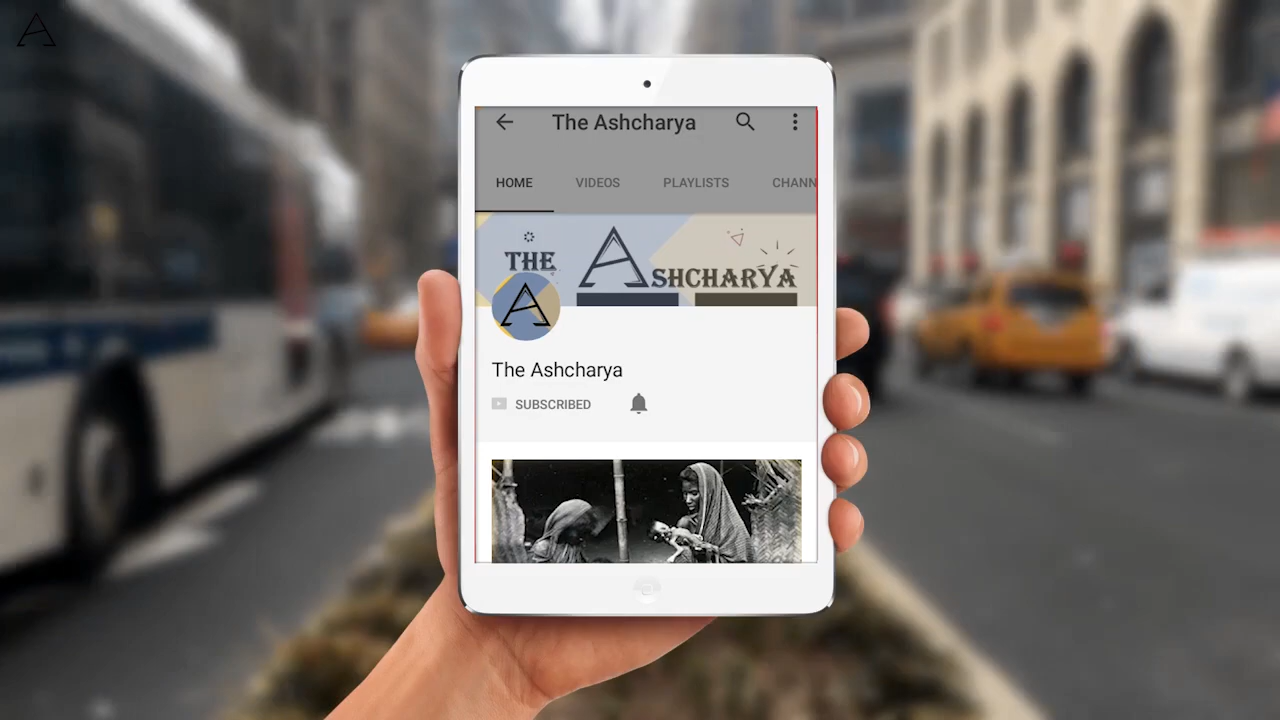 The Ashcharya
HOME VIDEOS PLAYLISTS CHANN
THE ASHCHARYA
The Ashcharya
SUBSCRIBED